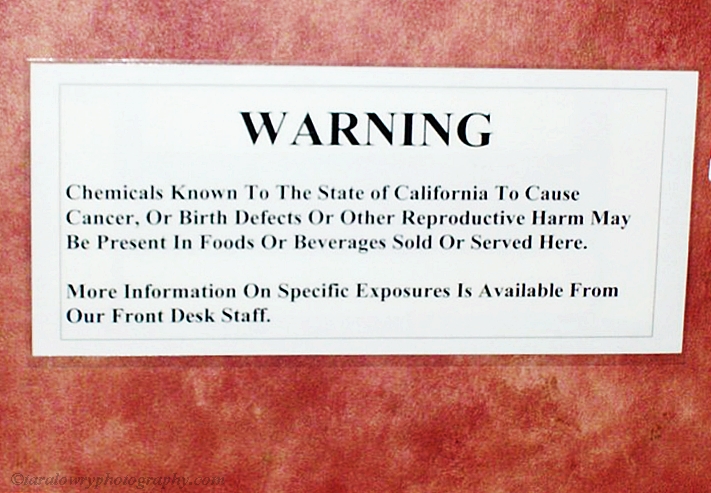 WARNING
Chemicals Known To The State of California To Cause
Cancer, Or Birth Defects Or Other Reproductive Harm May
Be Present In Foods Or Beverages Sold Or Served Here.
More Information On Specific Exposures Is Available From
Our Front Desk Staff.
©taralowryphotography.com